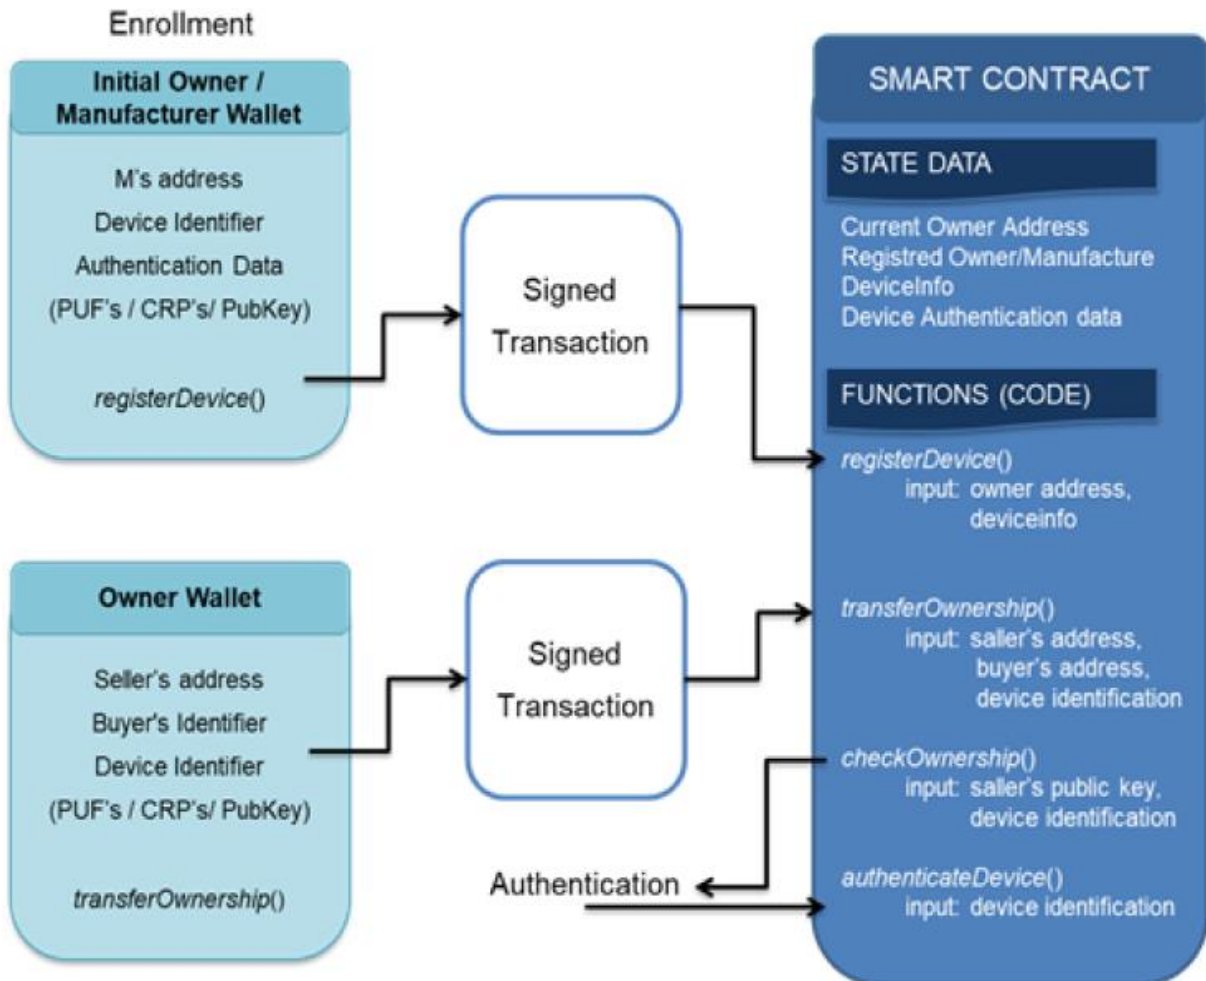 Enrollment
Initial Owner /
Manufacturer Wallet
M's address
Device Identifier
Authentication Data
(PUF's / CRP's/ PubKey)
registerDevice()
Signed
Transaction
Owner Wallet
Seller's address
Buyer's Identifier
Device Identifier
(PUF's / CRP's/ PubKey)
transferOwnership()
Signed
Transaction
Authentication
SMART CONTRACT
STATE DATA
Current Owner Address
Registred Owner/Manufacture
DeviceInfo
Device Authentication data
FUNCTIONS (CODE)
registerDevice()
input: owner address,
deviceinfo
transferOwnership()
input: saller's address,
buyer's address,
device identification
checkOwnership()
input: saller's public key,
device identification
authenticateDevice()
input: device identification